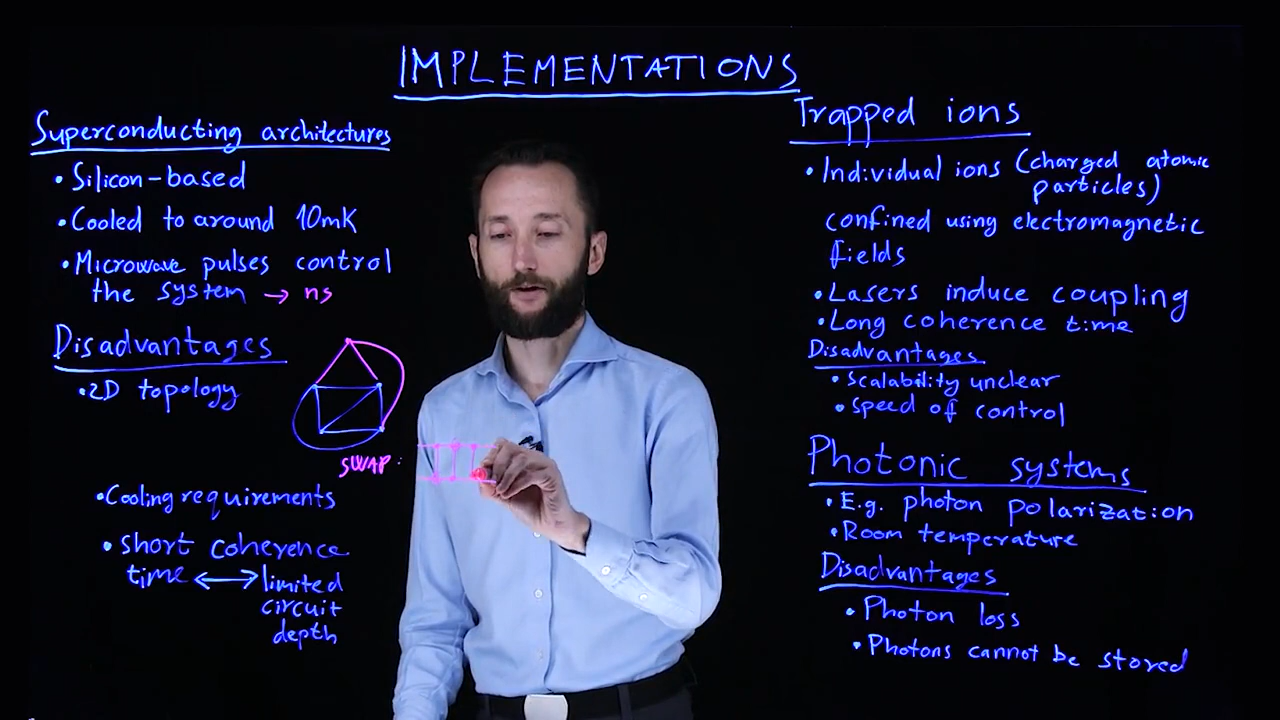 IMPLEMENTATIONS
Superconducting architectures
• Silicon-based
• Cooled to around 10mK
• Microwave pulses control
the system → ns
Disadvantages
• 2D topology
SWAP:
• Cooling requirements
• short coherence
time ↔ limited
circuit
depth
Trapped ions
• Individual ions (charged atomic
particles)
confined using electromagnetic
fields
• Lasers induce coupling
• Long coherence time
Disadvantages
• Scalability unclear
• speed of control
Photonic systems
• E.g. photon polarization
• Room temperature
Disadvantages
• Photon loss
• Photons cannot be stored